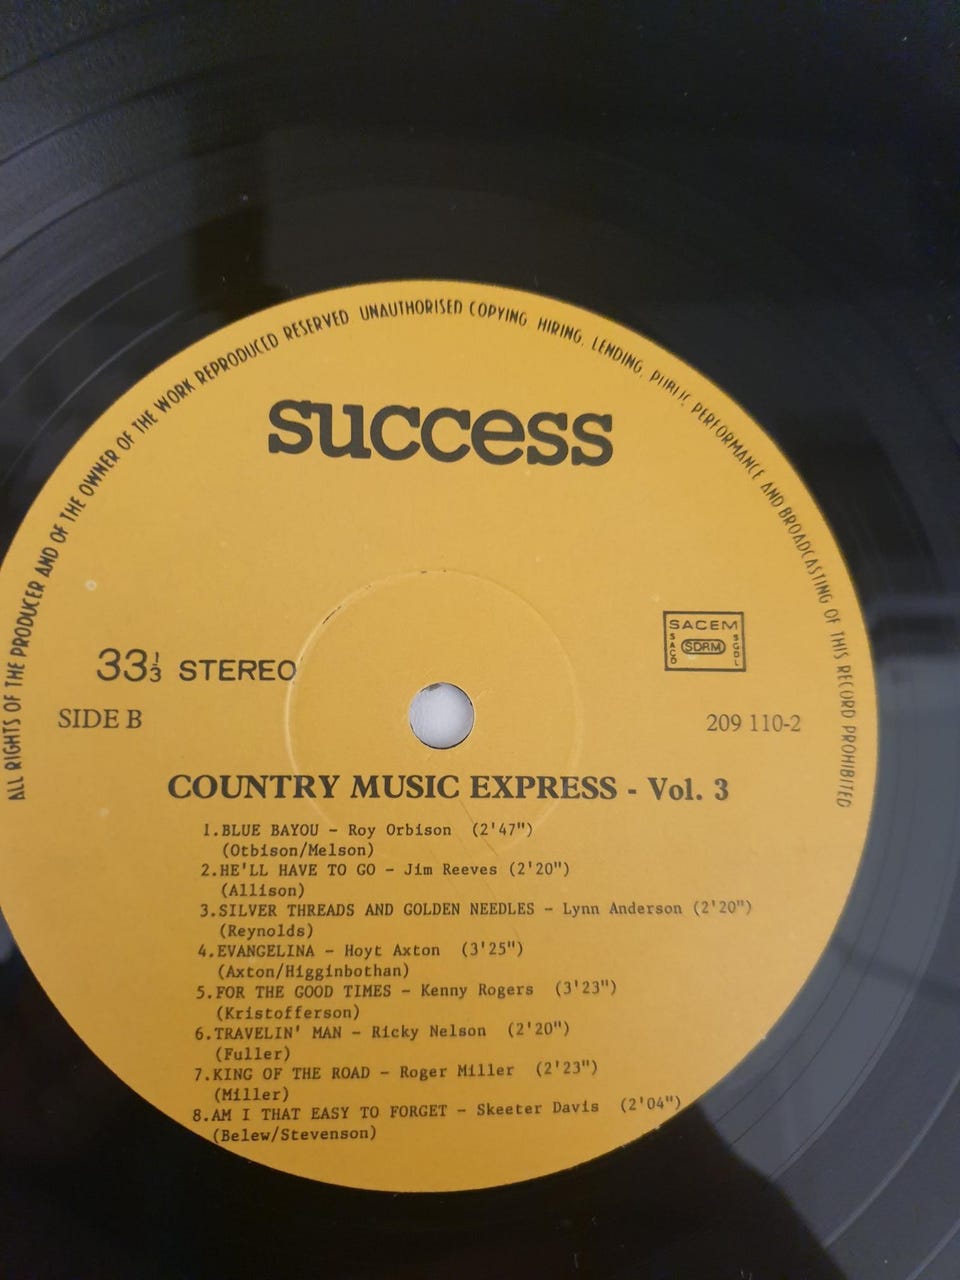 ALL RIGHTS OF THE PRODUCER AND OF THE OWNER OF THE WORK REPRODUCED RESERVED UNAUTHORISED COPYING HIRING, LENDING, PUBLIC PERFORMANCE AND BROADCASTING OF THIS RECORD PROHIBITED
success
SACEM
SACD SDRM SGDL
33⅓ STEREO
SIDE B
209 110-2
COUNTRY MUSIC EXPRESS - Vol. 3
1.BLUE BAYOU - Roy Orbison (2'47")
(Otbison/Melson)
2.HE'LL HAVE TO GO - Jim Reeves (2'20")
(Allison)
3.SILVER THREADS AND GOLDEN NEEDLES - Lynn Anderson (2'20")
(Reynolds)
4.EVANGELINA - Hoyt Axton (3'25")
(Axton/Higginbothan)
5.FOR THE GOOD TIMES - Kenny Rogers (3'23")
(Kristofferson)
6.TRAVELIN' MAN - Ricky Nelson (2'20")
(Fuller)
7.KING OF THE ROAD - Roger Miller (2'23")
(Miller)
8.AM I THAT EASY TO FORGET - Skeeter Davis (2'04")
(Belew/Stevenson)